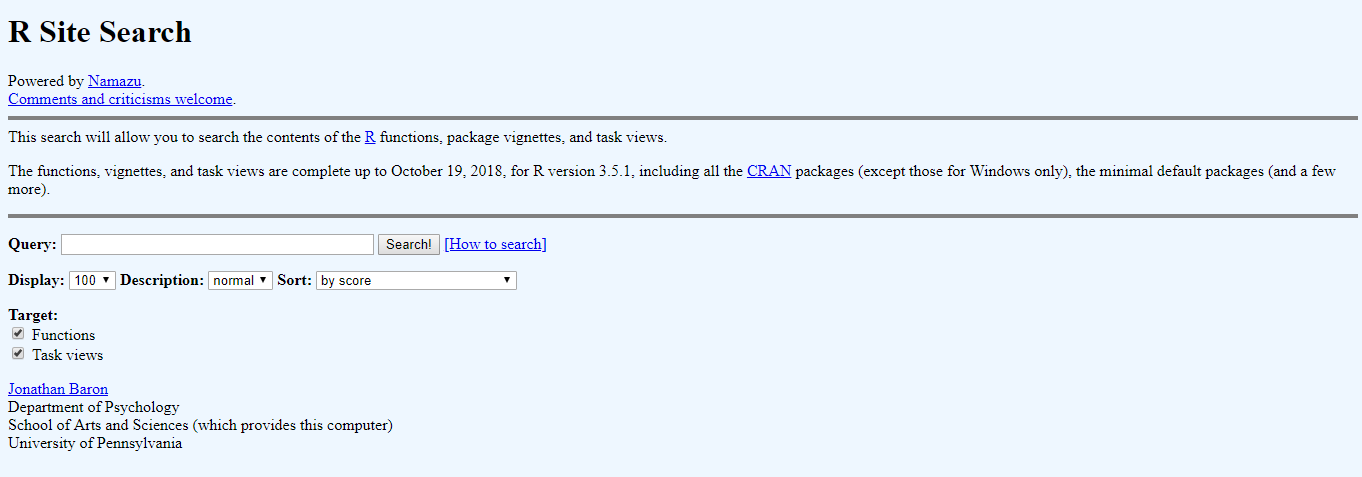 R Site Search
Powered by Namazu.
Comments and criticisms welcome.
This search will allow you to search the contents of the R functions, package vignettes, and task views.
The functions, vignettes, and task views are complete up to October 19, 2018, for R version 3.5.1, including all the CRAN packages (except those for Windows only), the minimal default packages (and a few
more).
Query: Search! [How to search]
Display: 100 Description: normal Sort: by score
Target:
Functions
Task views
Jonathan Baron
Department of Psychology
School of Arts and Sciences (which provides this computer)
University of Pennsylvania